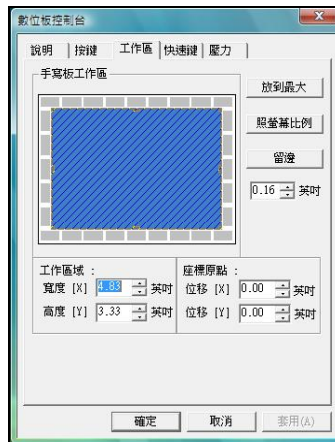 數位板控制台
說明 按鍵 工作區 快速鍵 壓力
手寫板工作區
放到最大
照螢幕比例
留邊
0.16 英吋
工作區域 :
寬度 [X] 4.83 英吋
高度 [Y] 3.33 英吋
座標原點 :
位移 [X] 0.00 英吋
位移 [Y] 0.00 英吋
確定 取消 套用(A)